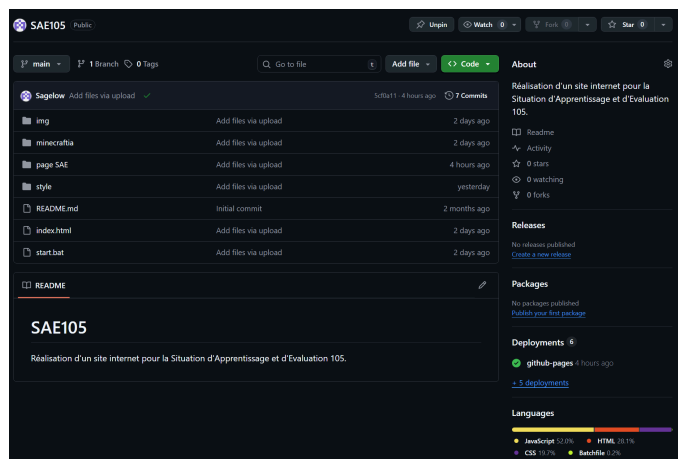 SAE105 Public
Unpin Watch 0 Fork 0 Star 0
main 1 Branch 0 Tags Go to file t Add file Code
Sagelow Add files via upload 5cf0a11 · 4 hours ago 7 Commits
img Add files via upload 2 days ago
minecraftia Add files via upload 2 days ago
page SAE Add files via upload 4 hours ago
style Add files via upload yesterday
README.md Initial commit 2 months ago
index.html Add files via upload 2 days ago
start.bat Add files via upload 2 days ago
README
SAE105
Réalisation d'un site internet pour la Situation d'Apprentissage et d'Evaluation 105.
About
Réalisation d'un site internet pour la
Situation d'Apprentissage et d'Evaluation
105.
Readme
Activity
0 stars
0 watching
0 forks
Releases
No releases published
Create a new release
Packages
No packages published
Publish your first package
Deployments 6
github-pages 4 hours ago
+ 5 deployments
Languages
JavaScript 52.0% HTML 28.1%
CSS 19.7% Batchfile 0.2%